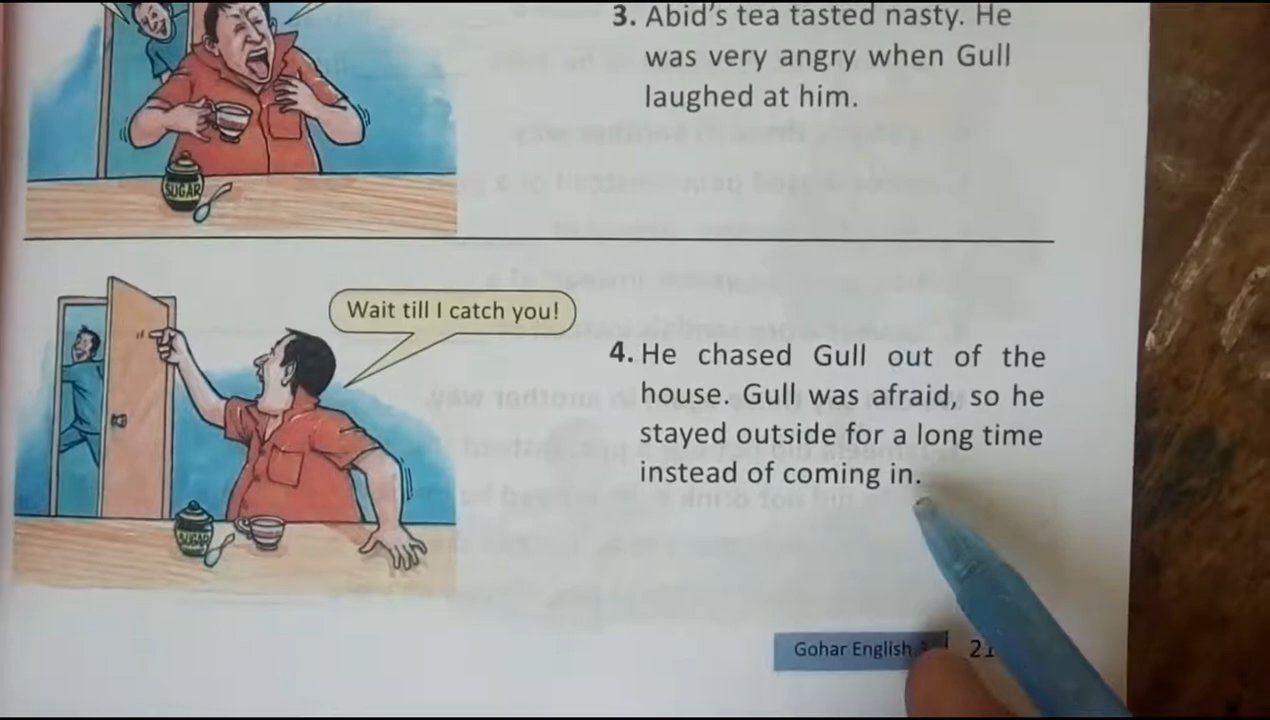 3. Abid's tea tasted nasty. He
was very angry when Gull
laughed at him.
SUGAR
Wait till I catch you!
4. He chased Gull out of the
house. Gull was afraid, so he
stayed outside for a long time
instead of coming in.
SUGAR
Gohar English